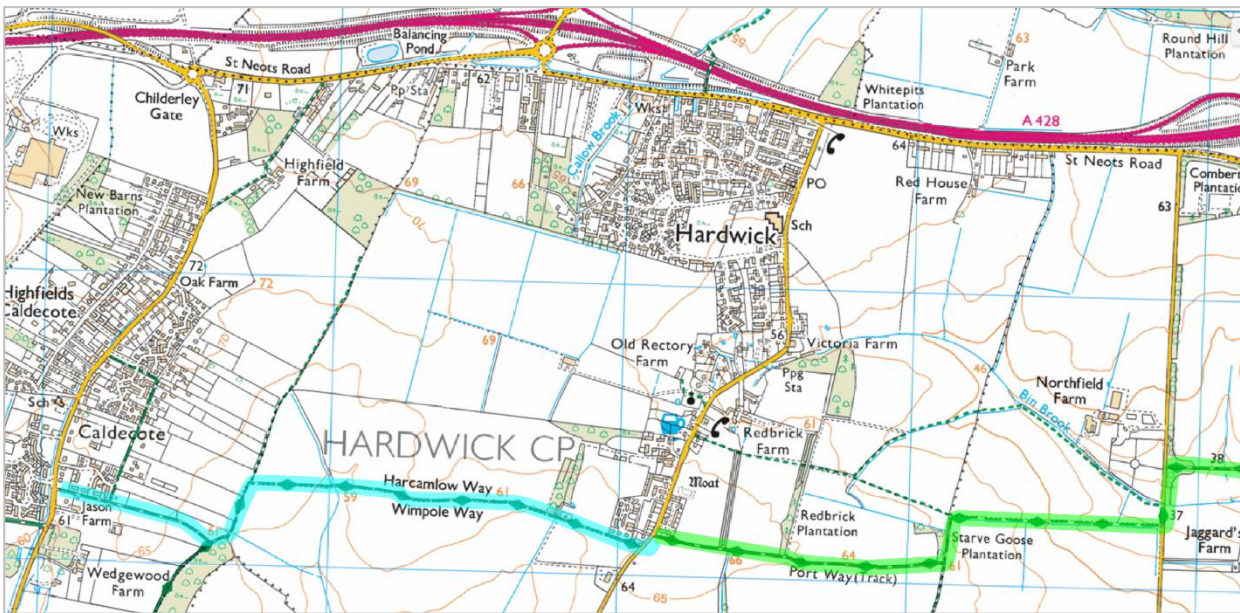 Balancing
Pond
St Neots Road
63
Park
Farm
Round Hill
Plantation
Childerley
Gate
71
Pp Sta
62
55
Whitepits
Plantation
Wks
Wks
Callow Brook
A 428
64
St Neots Road
Highfield
Farm
69
66
65
PO
Red House
Farm
63
New Barns
Plantation
70
Sch
Hardwick
72
Oak Farm
72
Highfields
Caldecote
70
69
Old Rectory
Farm
56
Victoria Farm
Ppg
Sta
46
Northfield
Farm
Bin Brook
Sch
Caldecote
HARDWICK CP
Redbrick
Farm
61
Moat
38
Harcamlow Way
59
61
Wimpole Way
Jason
Farm
61
60
65
61
Redbrick
Plantation
Starve Goose
Plantation
37
Jaggard's
Farm
Wedgewood
Farm
66
64
61
Port Way (Track)
64
65